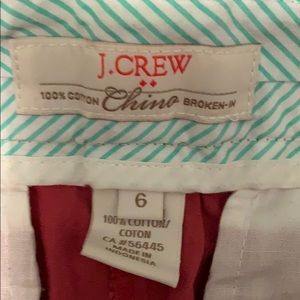 J.CREW
100% COTTON Chino BROKEN-IN
6
100% COTTON/
COTON
CA #56445
MADE IN
INDONESIA